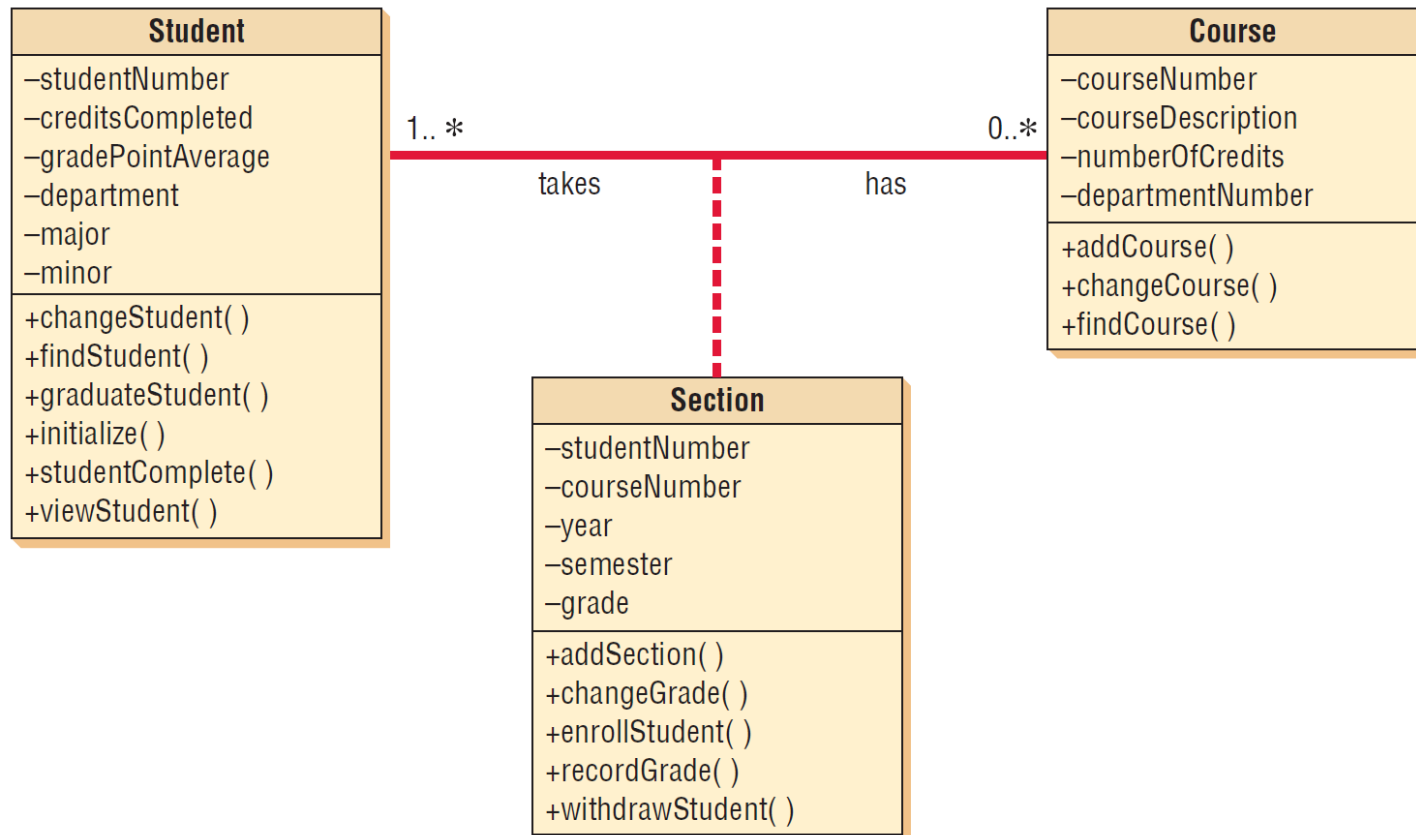 Student
–studentNumber
–creditsCompleted
–gradePointAverage
–department
–major
–minor
+changeStudent( )
+findStudent( )
+graduateStudent( )
+initialize( )
+studentComplete( )
+viewStudent( )
1.. *
takes
0..*
has
Course
–courseNumber
–courseDescription
–numberOfCredits
–departmentNumber
+addCourse( )
+changeCourse( )
+findCourse( )
Section
–studentNumber
–courseNumber
–year
–semester
–grade
+addSection( )
+changeGrade( )
+enrollStudent( )
+recordGrade( )
+withdrawStudent( )